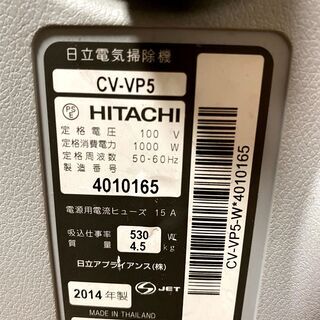 日立電気掃除機
CV-VP5
PS
E
HITACHI
定格電圧 100 V
定格消費電力 1000 W
定格周波数 50-60Hz
製造番号
4010165
電源用電流ヒューズ 15A
吸込仕事率 530 W
質量 4.5 kg
日立アプライアンス(株)
2014年製
JET
MADE IN THAILAND
CV-VP5-W*4010165